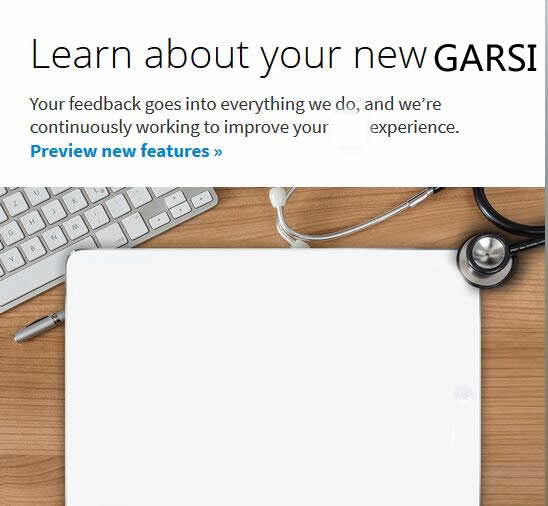 Learn about your new GARSI
Your feedback goes into everything we do, and we’re
continuously working to improve your experience.
Preview new features »